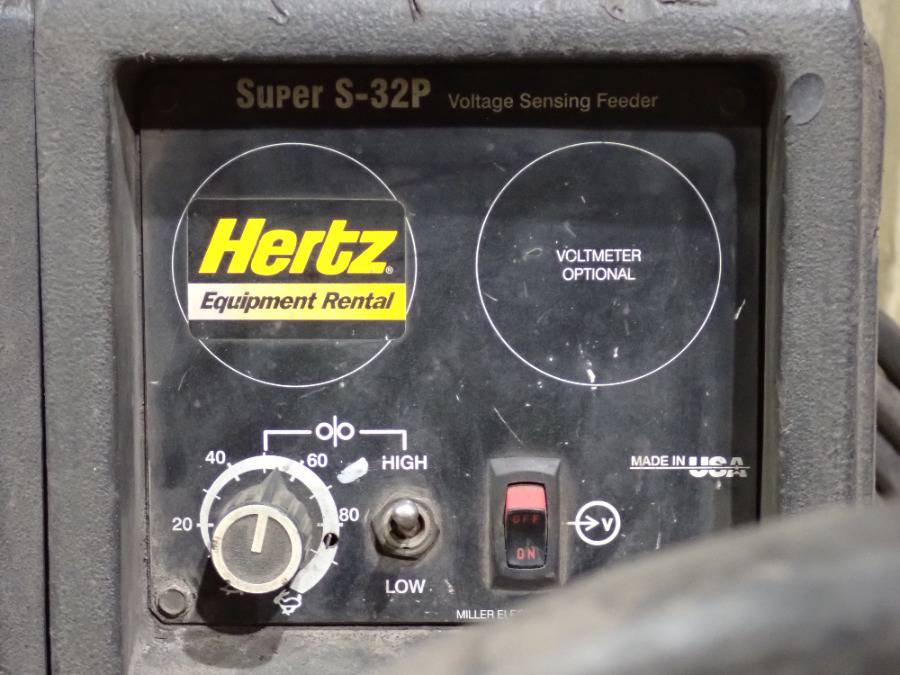 Super S-32P Voltage Sensing Feeder
Hertz®
Equipment Rental
VOLTMETER
OPTIONAL
40 60 HIGH
MADE IN USA
20 80
OFF
ON
V
LOW
MILLER